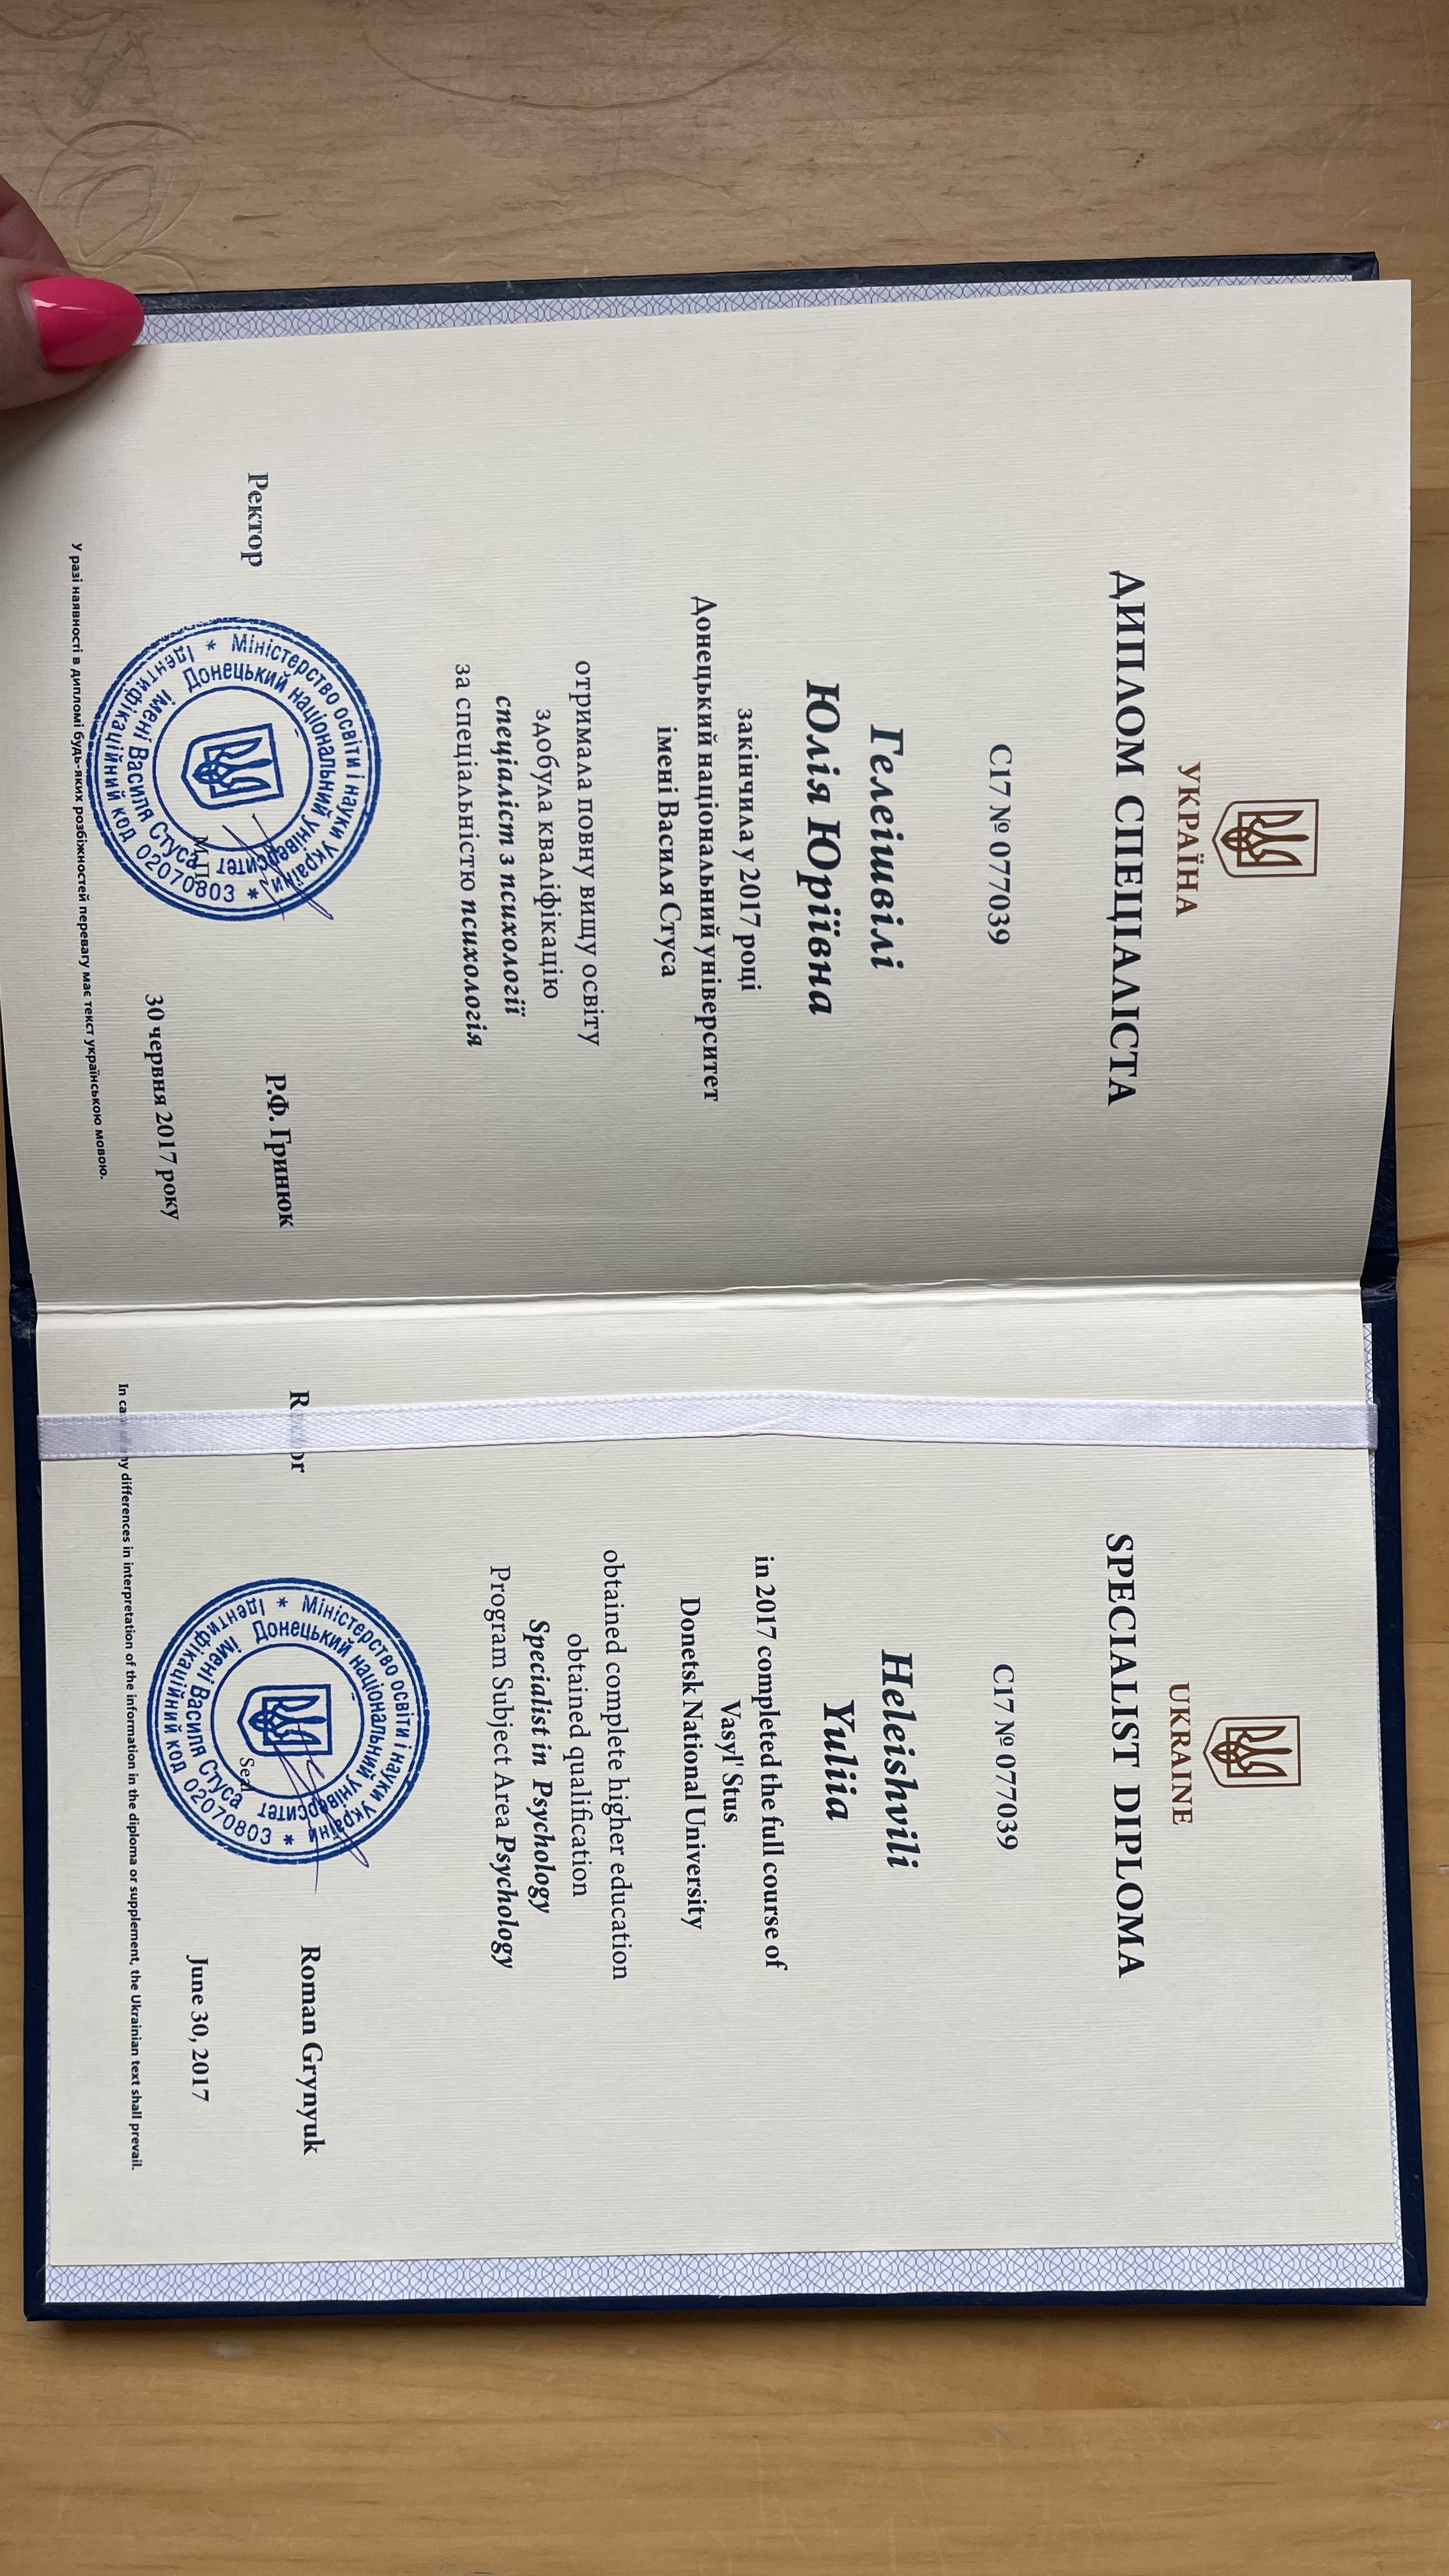 УКРАЇНА
ДИПЛОМ СПЕЦІАЛІСТА
С17 № 077039
Гелеішвілі
Юлія Юріївна
закінчила у 2017 році
Донецький національний університет
імені Василя Стуса
отримала повну вищу освіту
здобула кваліфікацію
спеціаліст з психології
за спеціальністю психологія
Ректор
Р.Ф. Гринюк
М.П.
30 червня 2017 року
У разі наявності в дипломі будь-яких розбіжностей перевагу має текст українською мовою.
Міністерство освіти і науки України
* Ідентифікаційний код 02070803 *
Донецький національний університет
імені Василя Стуса
UKRAINE
SPECIALIST DIPLOMA
C17 № 077039
Heleishvili
Yuliia
in 2017 completed the full course of
Vasyl' Stus
Donetsk National University
obtained complete higher education
obtained qualification
Specialist in Psychology
Program Subject Area Psychology
R or
Roman Grynyuk
Seal
June 30, 2017
In differences in interpretation of the information in the diploma or supplement, the Ukrainian text shall prevail.
Міністерство освіти і науки України
* Ідентифікаційний код 02070803 *
Донецький національний університет
імені Василя Стуса